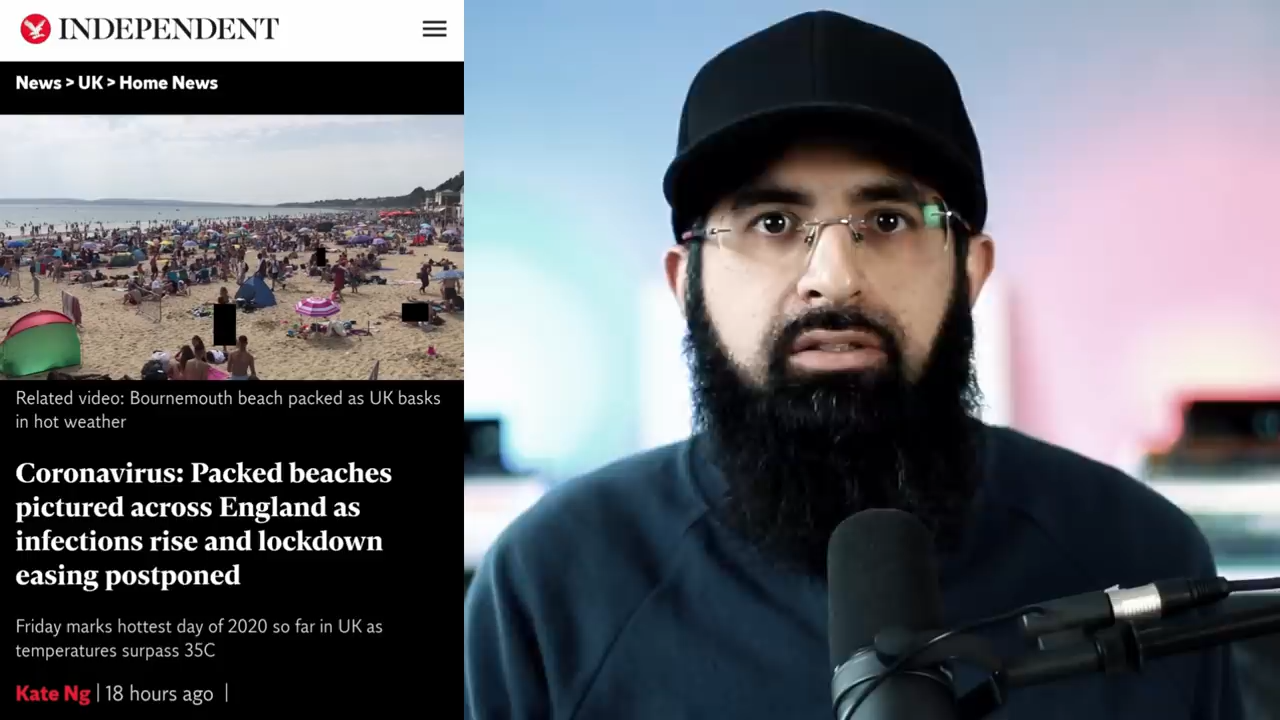 INDEPENDENT
News > UK > Home News
Related video: Bournemouth beach packed as UK basks
in hot weather
Coronavirus: Packed beaches
pictured across England as
infections rise and lockdown
easing postponed
Friday marks hottest day of 2020 so far in UK as
temperatures surpass 35C
Kate Ng | 18 hours ago |